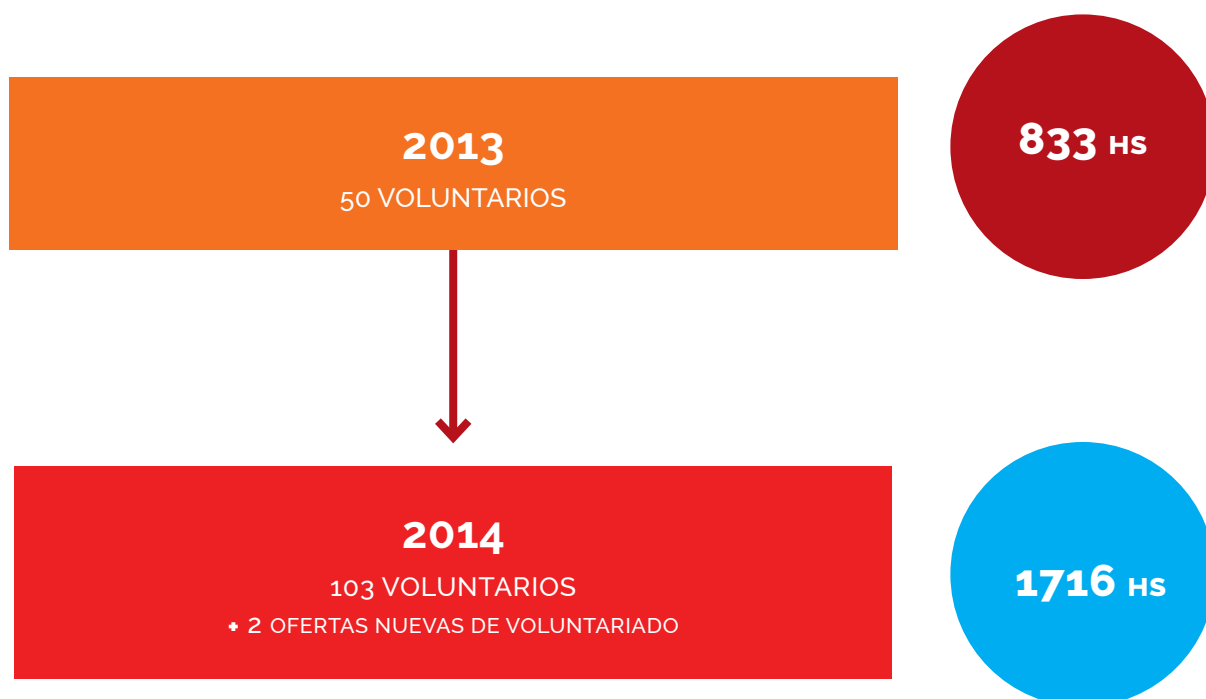 2013
50 VOLUNTARIOS
833 HS
2014
103 VOLUNTARIOS
+ 2 OFERTAS NUEVAS DE VOLUNTARIADO
1716 HS